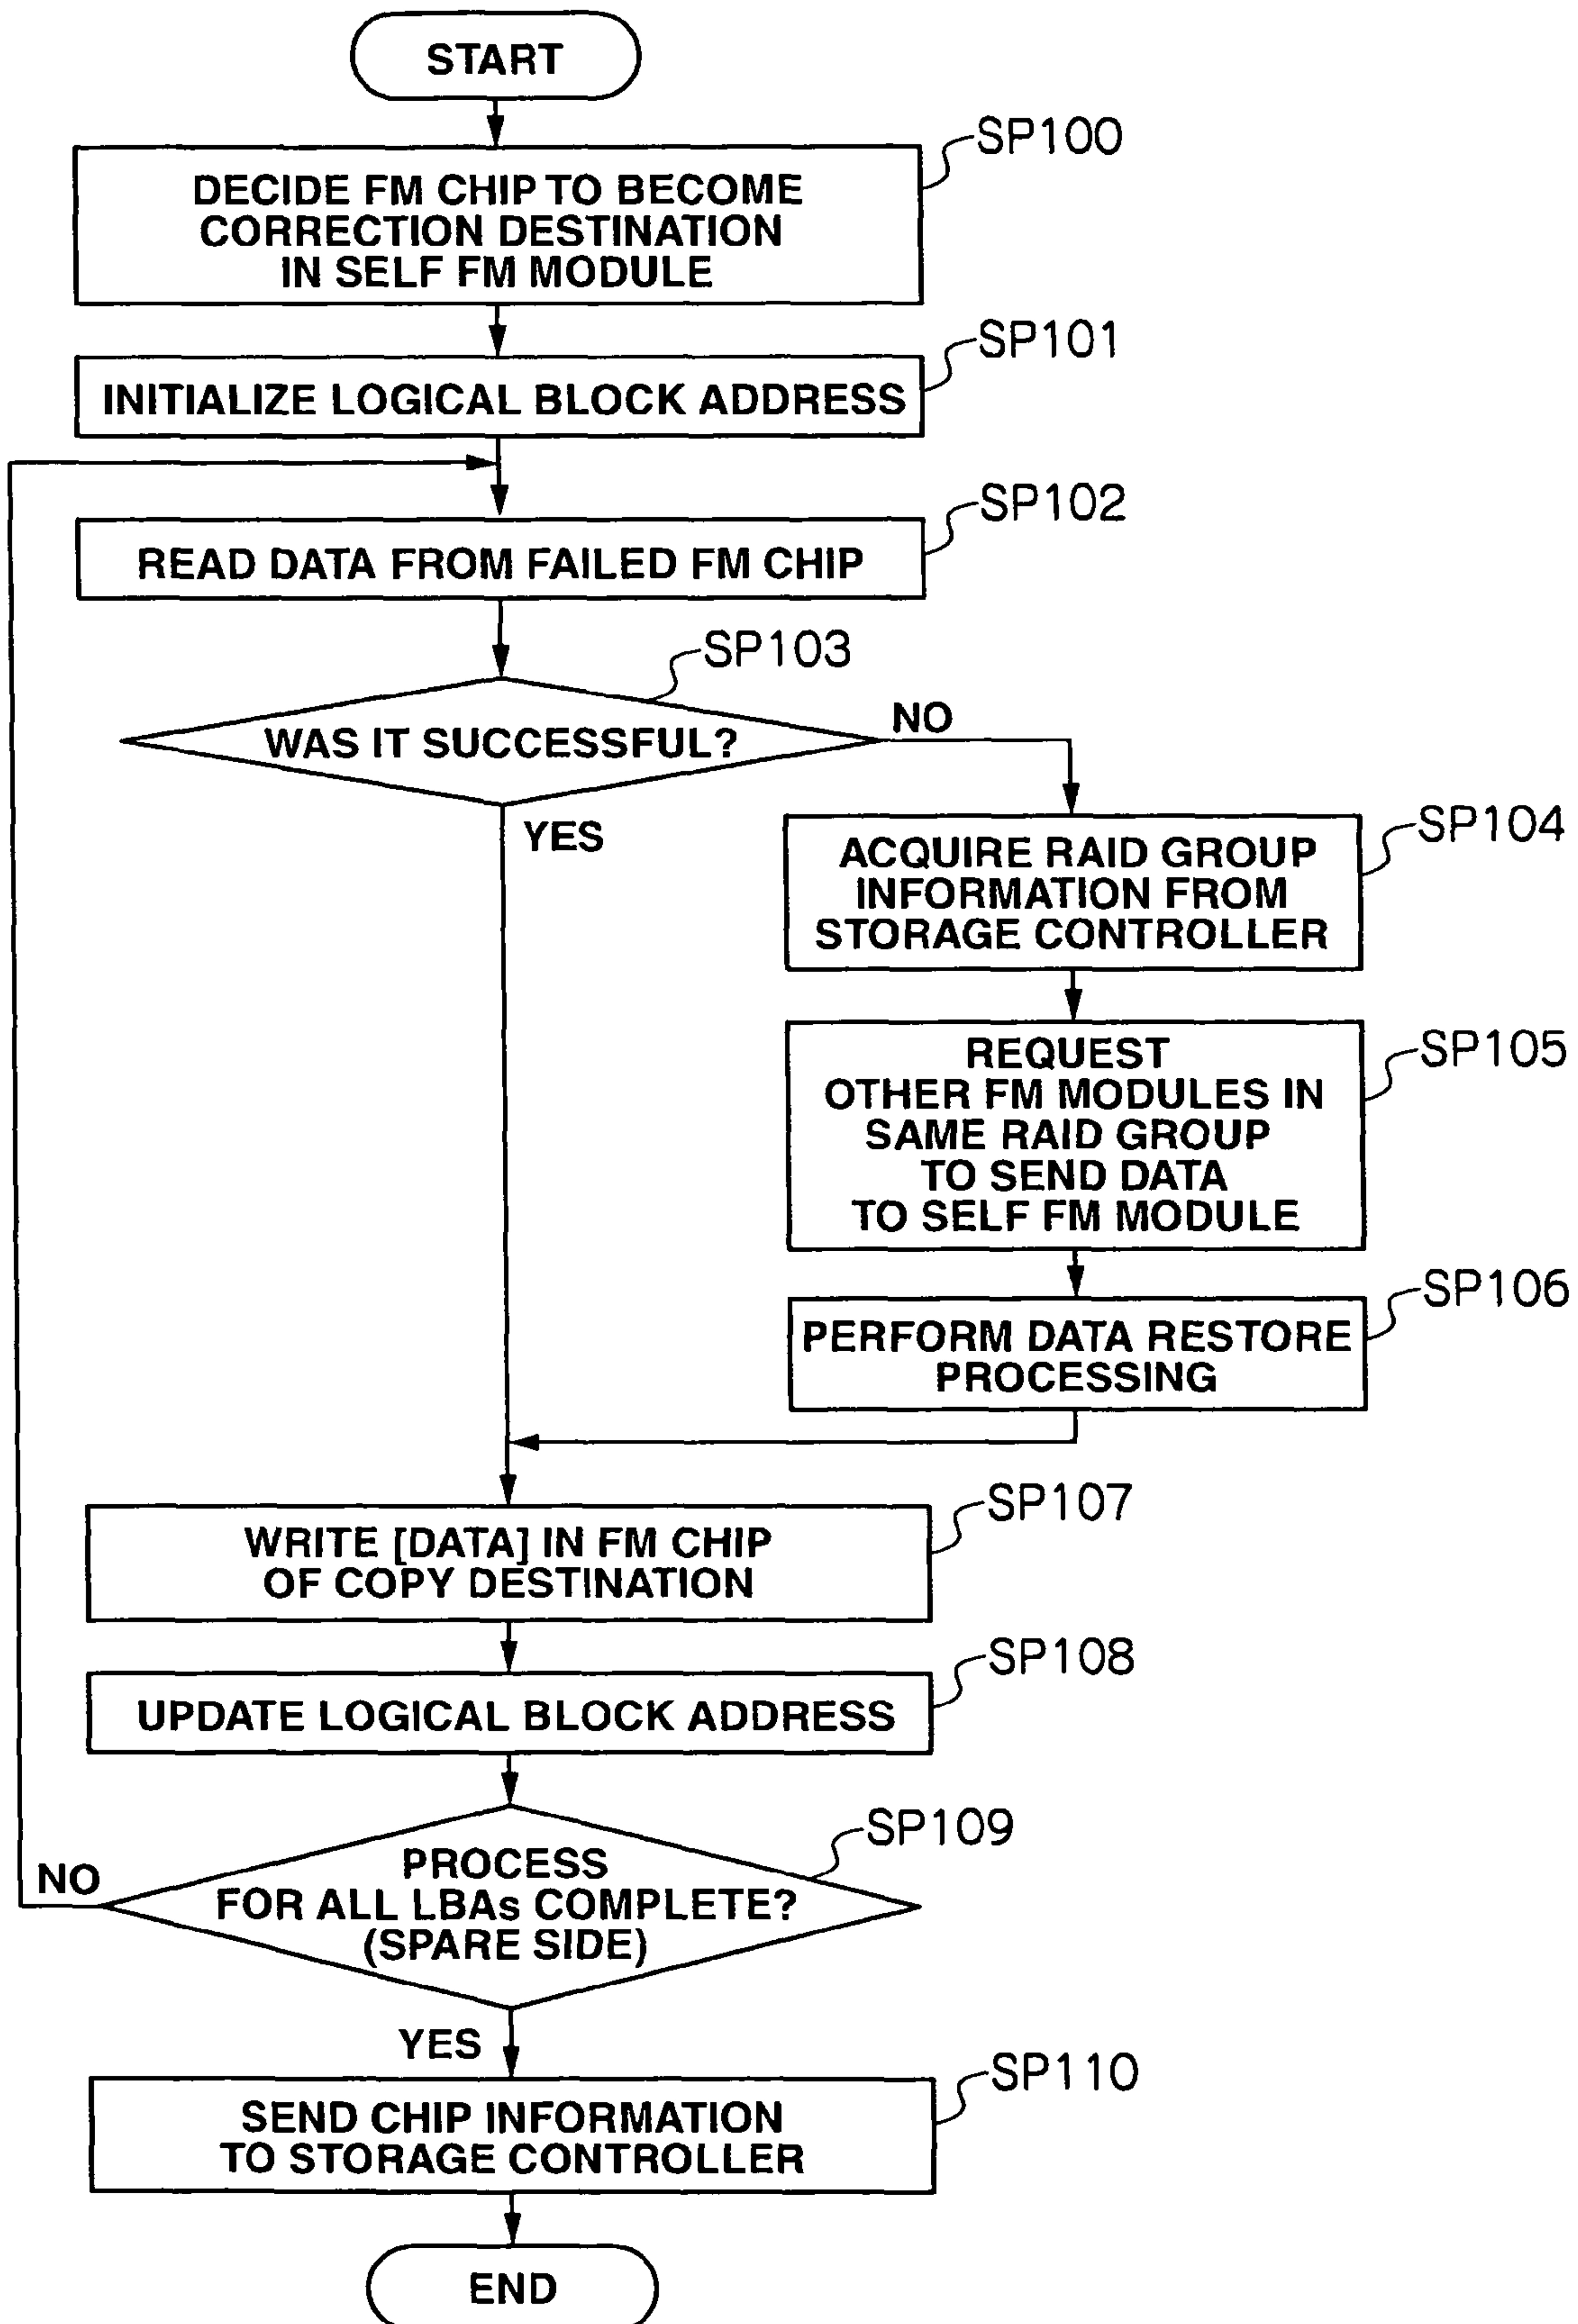 START
SP100
DECIDE FM CHIP TO BECOME
CORRECTION DESTINATION
IN SELF FM MODULE
SP101
INITIALIZE LOGICAL BLOCK ADDRESS
SP102
READ DATA FROM FAILED FM CHIP
SP103
WAS IT SUCCESSFUL?
NO
YES
SP104
ACQUIRE RAID GROUP
INFORMATION FROM
STORAGE CONTROLLER
SP105
REQUEST
OTHER FM MODULES IN
SAME RAID GROUP
TO SEND DATA
TO SELF FM MODULE
SP106
PERFORM DATA RESTORE
PROCESSING
SP107
WRITE [DATA] IN FM CHIP
OF COPY DESTINATION
SP108
UPDATE LOGICAL BLOCK ADDRESS
SP109
PROCESS
FOR ALL LBAs COMPLETE?
(SPARE SIDE)
NO
YES
SP110
SEND CHIP INFORMATION
TO STORAGE CONTROLLER
END